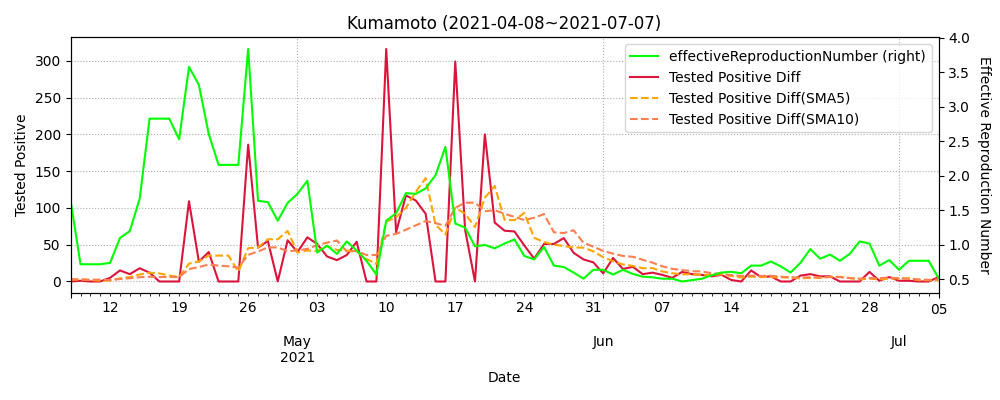 Kumamoto (2021-04-08~2021-07-07)
effectiveReproductionNumber (right)
Tested Positive Diff
Tested Positive Diff(SMA5)
Tested Positive Diff(SMA10)
Tested Positive
300
250
200
150
100
50
0
4.0
3.5
3.0
2.5
2.0
1.5
1.0
0.5
Effective Reproduction Number
12 19 26 03 10 17 24 31 07 14 21 28 05
May Jun Jul
2021
Date